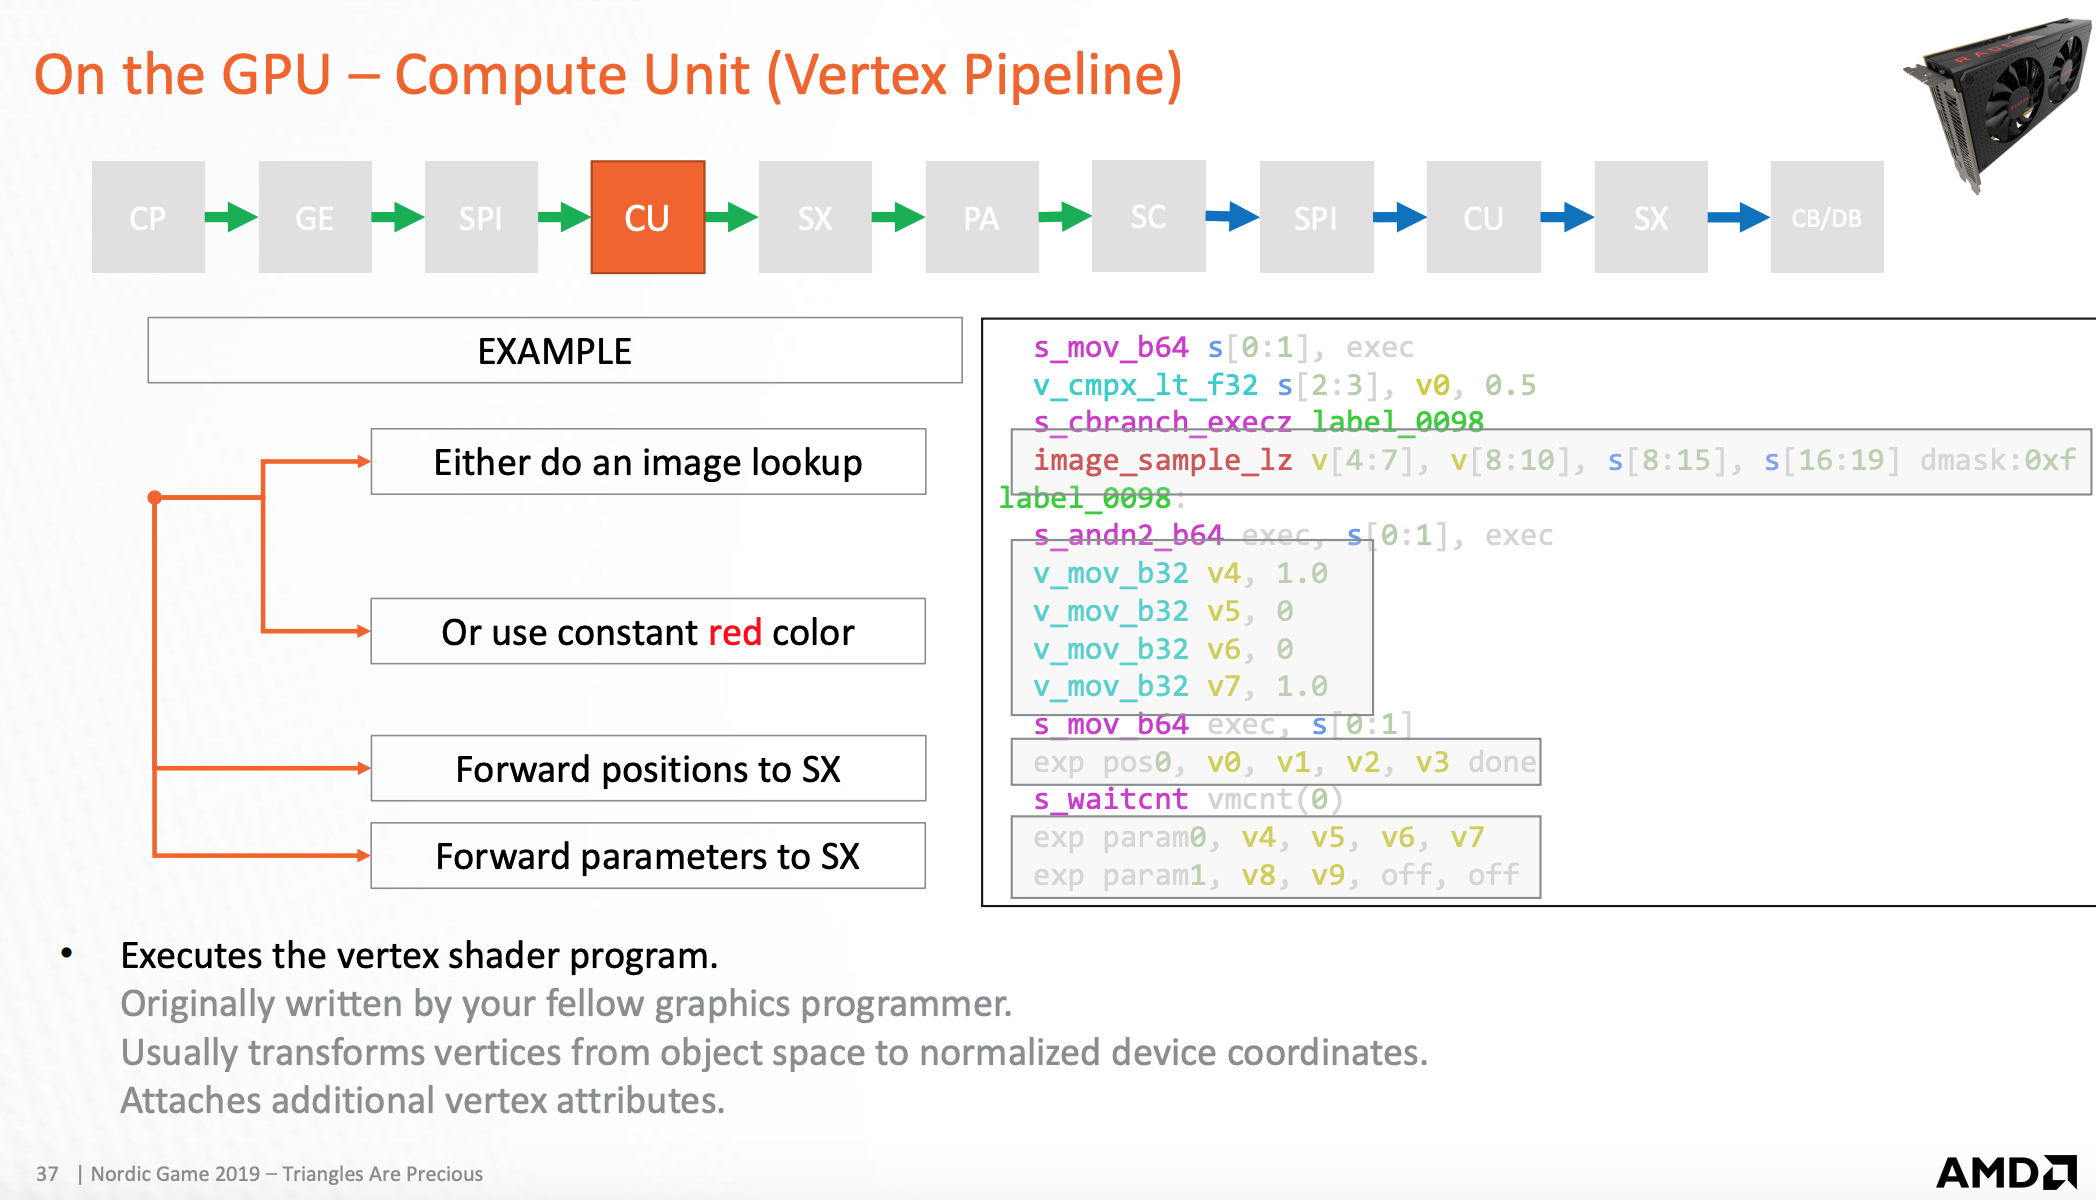 On the GPU – Compute Unit (Vertex Pipeline)
RADEON
CP
GE
SPI
CU
SX
PA
SC
SPI
CU
SX
CB/DB
EXAMPLE
Either do an image lookup
Or use constant red color
Forward positions to SX
Forward parameters to SX
s_mov_b64 s[0:1], exec
v_cmpx_lt_f32 s[2:3], v0, 0.5
s_cbranch_execz label_0098
image_sample_lz v[4:7], v[8:10], s[8:15], s[16:19] dmask:0xf
label_0098:
s_andn2_b64 exec, s[0:1], exec
v_mov_b32 v4, 1.0
v_mov_b32 v5, 0
v_mov_b32 v6, 0
v_mov_b32 v7, 1.0
s_mov_b64 exec, s[0:1]
exp pos0, v0, v1, v2, v3 done
s_waitcnt vmcnt(0)
exp param0, v4, v5, v6, v7
exp param1, v8, v9, off, off
• Executes the vertex shader program.
Originally written by your fellow graphics programmer.
Usually transforms vertices from object space to normalized device coordinates.
Attaches additional vertex attributes.
37 | Nordic Game 2019 – Triangles Are Precious
AMD